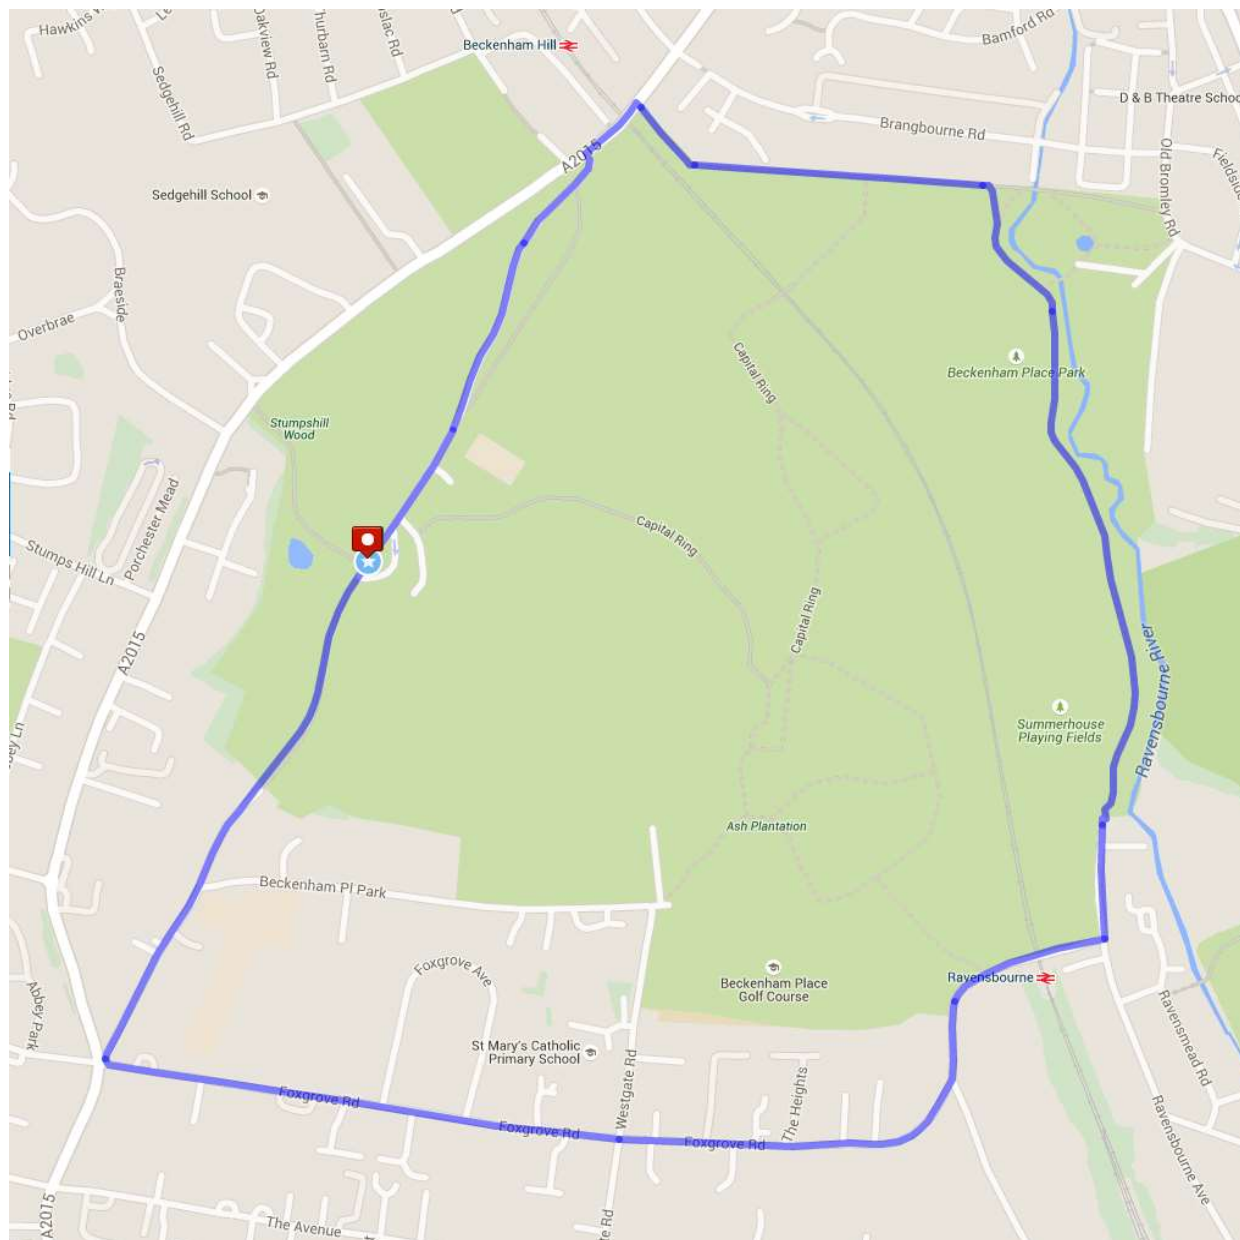 Beckenham Hill
Bamford Rd
Oakview Rd
Thurbarn Rd
Sedgehill Rd
D & B Theatre School
Brangbourne Rd
Old Bromley Rd
A2015
Sedgehill School
Braeside
Overbrae
Capital Ring
Beckenham Place Park
Stumpshill
Wood
Porchester Mead
Stumps Hill Ln
Capital Ring
Capital Ring
A2015
Ravensbourne River
Summerhouse
Playing Fields
Ash Plantation
Beckenham Pl Park
Foxgrove Ave
Beckenham Place
Golf Course
Ravensbourne
Abbey Park
St Mary's Catholic
Primary School
Westgate Rd
The Heights
Ravensmead Rd
Foxgrove Rd
Foxgrove Rd
Foxgrove Rd
Ravensbourne Ave
A2015
The Avenue